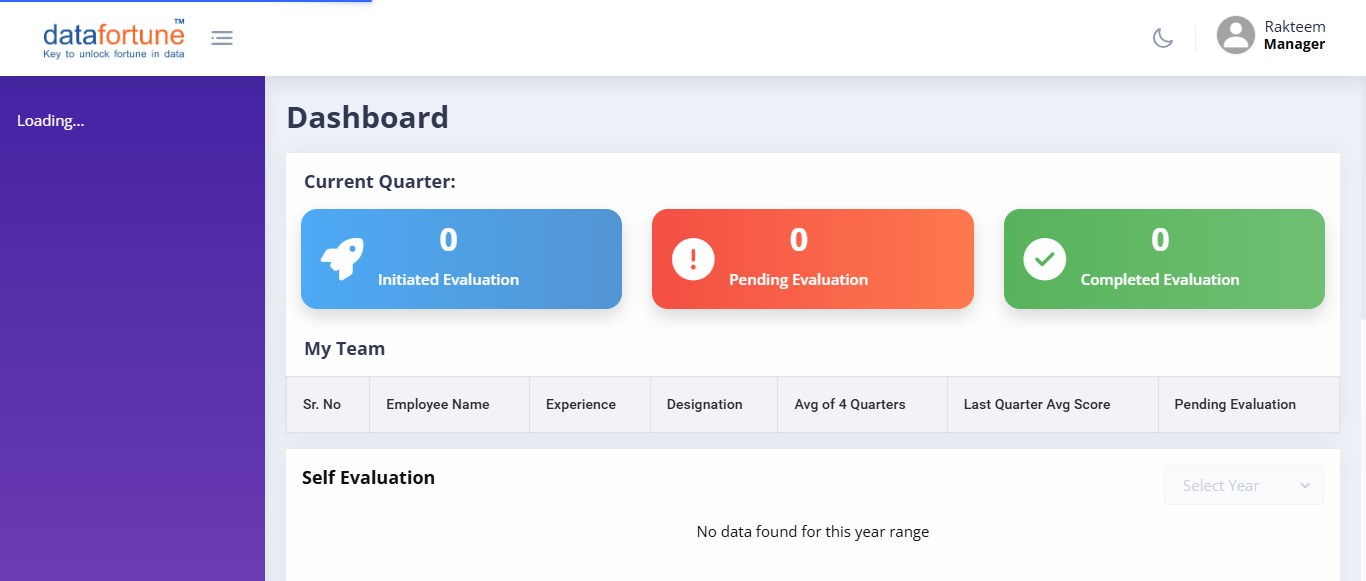 datafortune™
Key to unlock fortune in data
Rakteem
Manager
Loading...
Dashboard
Current Quarter:
0
Initiated Evaluation
0
Pending Evaluation
0
Completed Evaluation
My Team
Sr. No Employee Name Experience Designation Avg of 4 Quarters Last Quarter Avg Score Pending Evaluation
Self Evaluation
Select Year
No data found for this year range